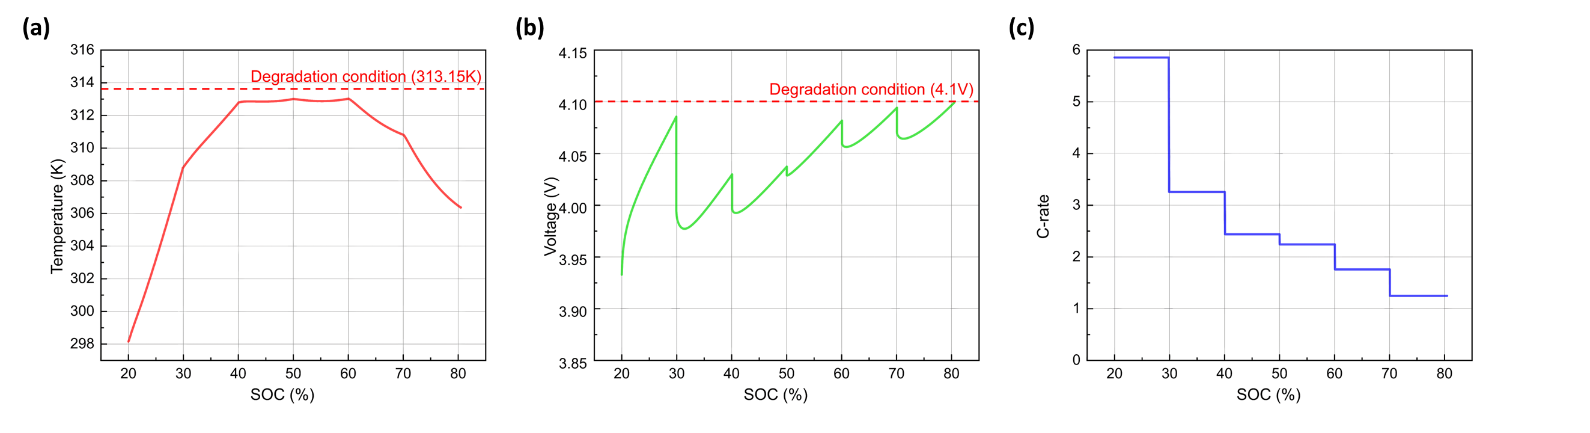 (a)
316
314
312
310
308
306
304
302
300
298
Temperature (K)
Degradation condition (313.15K)
20 30 40 50 60 70 80
SOC (%)
(b)
4.15
4.10
4.05
4.00
3.95
3.90
3.85
Voltage (V)
Degradation condition (4.1V)
20 30 40 50 60 70 80
SOC (%)
(c)
6
5
4
3
2
1
0
C-rate
20 30 40 50 60 70 80
SOC (%)